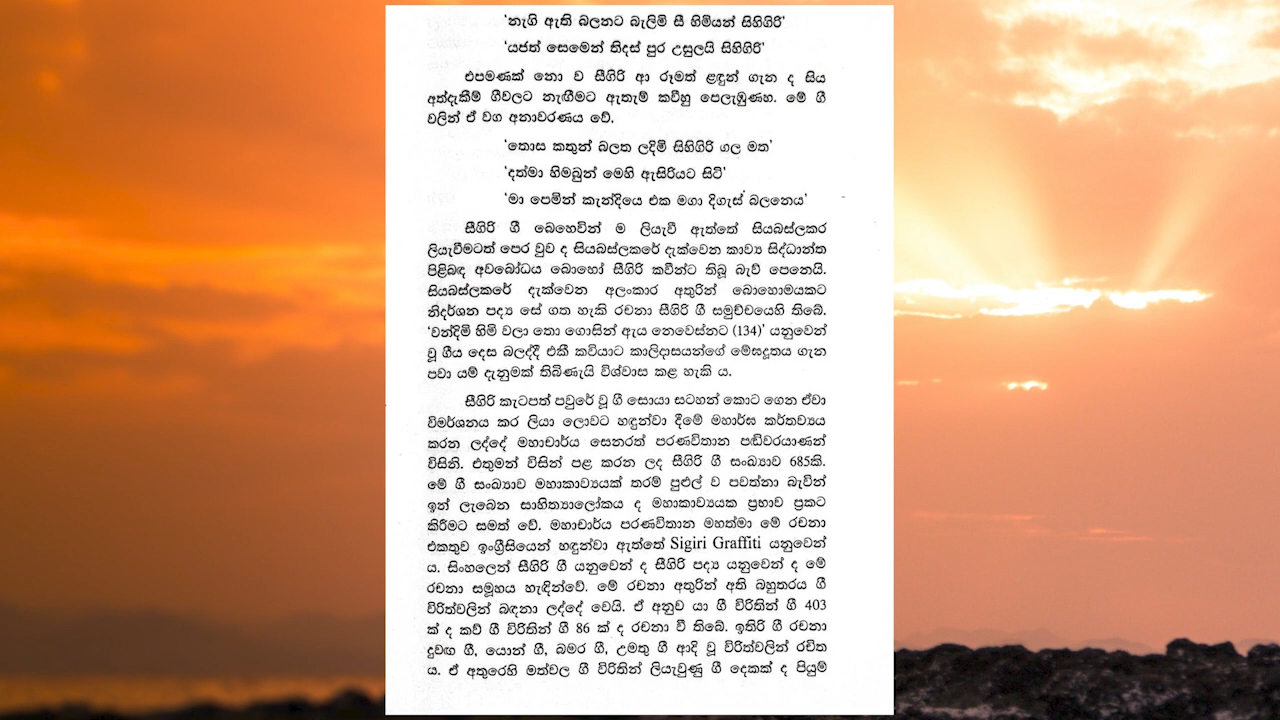 ‘නැගි ඇති බලනට බැලිමි සී හිමියන් සිහිගිරි’
‘යජත් සෙමෙන් තිදස් පුර උසුලයි සිහිගිරි’
එපමණක් නො ව සීගිරි ආ රූමත් ළඳුන් ගැන ද සිය
අත්දැකීම් ගීවලට නැඟීමට ඇතැම් කවීහු පෙලැඹුණහ. මේ ගී
වලින් ඒ වග අනාවරණය වේ.
‘තොස කතුන් බලත ලදිමි සිහිගිරි ගල මත’
‘දත්මා හිමබුන් මෙහි ඇසිරියට සිටි’
‘මා පෙමින් කැන්දියෙ එක මගා දිගැස් බලනෙය’
සීගිරි ගී බෙහෙවින් ම ලියැවී ඇත්තේ සියබස්ලකර
ලියැවීමටත් පෙර වුව ද සියබස්ලකරේ දැක්වෙන කාව්‍ය සිද්ධාන්ත
පිළිබඳ අවබෝධය බොහෝ සීගිරි කවීන්ට තිබූ බැව් පෙනෙයි.
සියබස්ලකරේ දැක්වෙන අලංකාර අතුරින් බොහොමයකට
නිදර්ශන පද්‍ය සේ ගත හැකි රචනා සීගිරි ගී සමුච්චයෙහි තිබේ.
‘වන්දිමි හිමි වලා තො ගොසින් ඇය නෙවෙස්නට (134)’ යනුවෙන්
වූ ගීය දෙස බලද්දී එකී කවියාට කාලිදාසයන්ගේ මේඝදූතය ගැන
පවා යම් දැනුමක් තිබිණැයි විශ්වාස කළ හැකි ය.
සීගිරි කැටපත් පවුරේ වූ ගී සොයා සටහන් කොට ගෙන ඒවා
විමර්ශනය කර ලියා ලොවට හඳුන්වා දීමේ මහාර්ඝ කර්තව්‍යය
කරන ලද්දේ මහාචාර්ය සෙනරත් පරණවිතාන පඬිවරයාණන්
විසිනි. එතුමන් විසින් පළ කරන ලද සීගිරි ගී සංඛ්‍යාව 685කි.
මේ ගී සංඛ්‍යාව මහාකාව්‍යයක් තරම් පුළුල් ව පවත්නා බැවින්
ඉන් ලැබෙන සාහිත්‍යාලෝකය ද මහාකාව්‍යයක ප්‍රභාව ප්‍රකට
කිරීමට සමත් වේ. මහාචාර්ය පරණවිතාන මහත්මා මේ රචනා
එකතුව ඉංග්‍රීසියෙන් හඳුන්වා ඇත්තේ Sigiri Graffiti යනුවෙන්
ය. සිංහලෙන් සීගිරි ගී යනුවෙන් ද සීගිරි පද්‍ය යනුවෙන් ද මේ
රචනා සමූහය හැඳින්වේ. මේ රචනා අතුරින් අති බහුතරය ගී
විරිත්වලින් බඳනා ලද්දේ වෙයි. ඒ අනුව යා ගී විරිතින් ගී 403
ක් ද කව් ගී විරිතින් ගී 86 ක් ද රචනා වී තිබේ. ඉතිරි ගී රචනා
දුවඟ ගී, යොන් ගී, බමර ගී, උමතු ගී ආදි වූ විරිත්වලින් රචිත
ය. ඒ අතුරෙහි මත්වල ගී විරිතින් ලියැවුණු ගී දෙකක් ද පියුම්